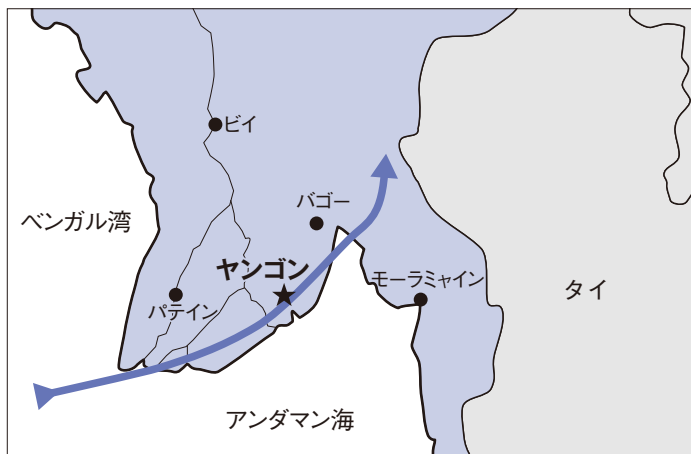 ビイ
バゴー
ベンガル湾
ヤンゴン
モーラミャイン
タイ
パテイン
アンダマン海